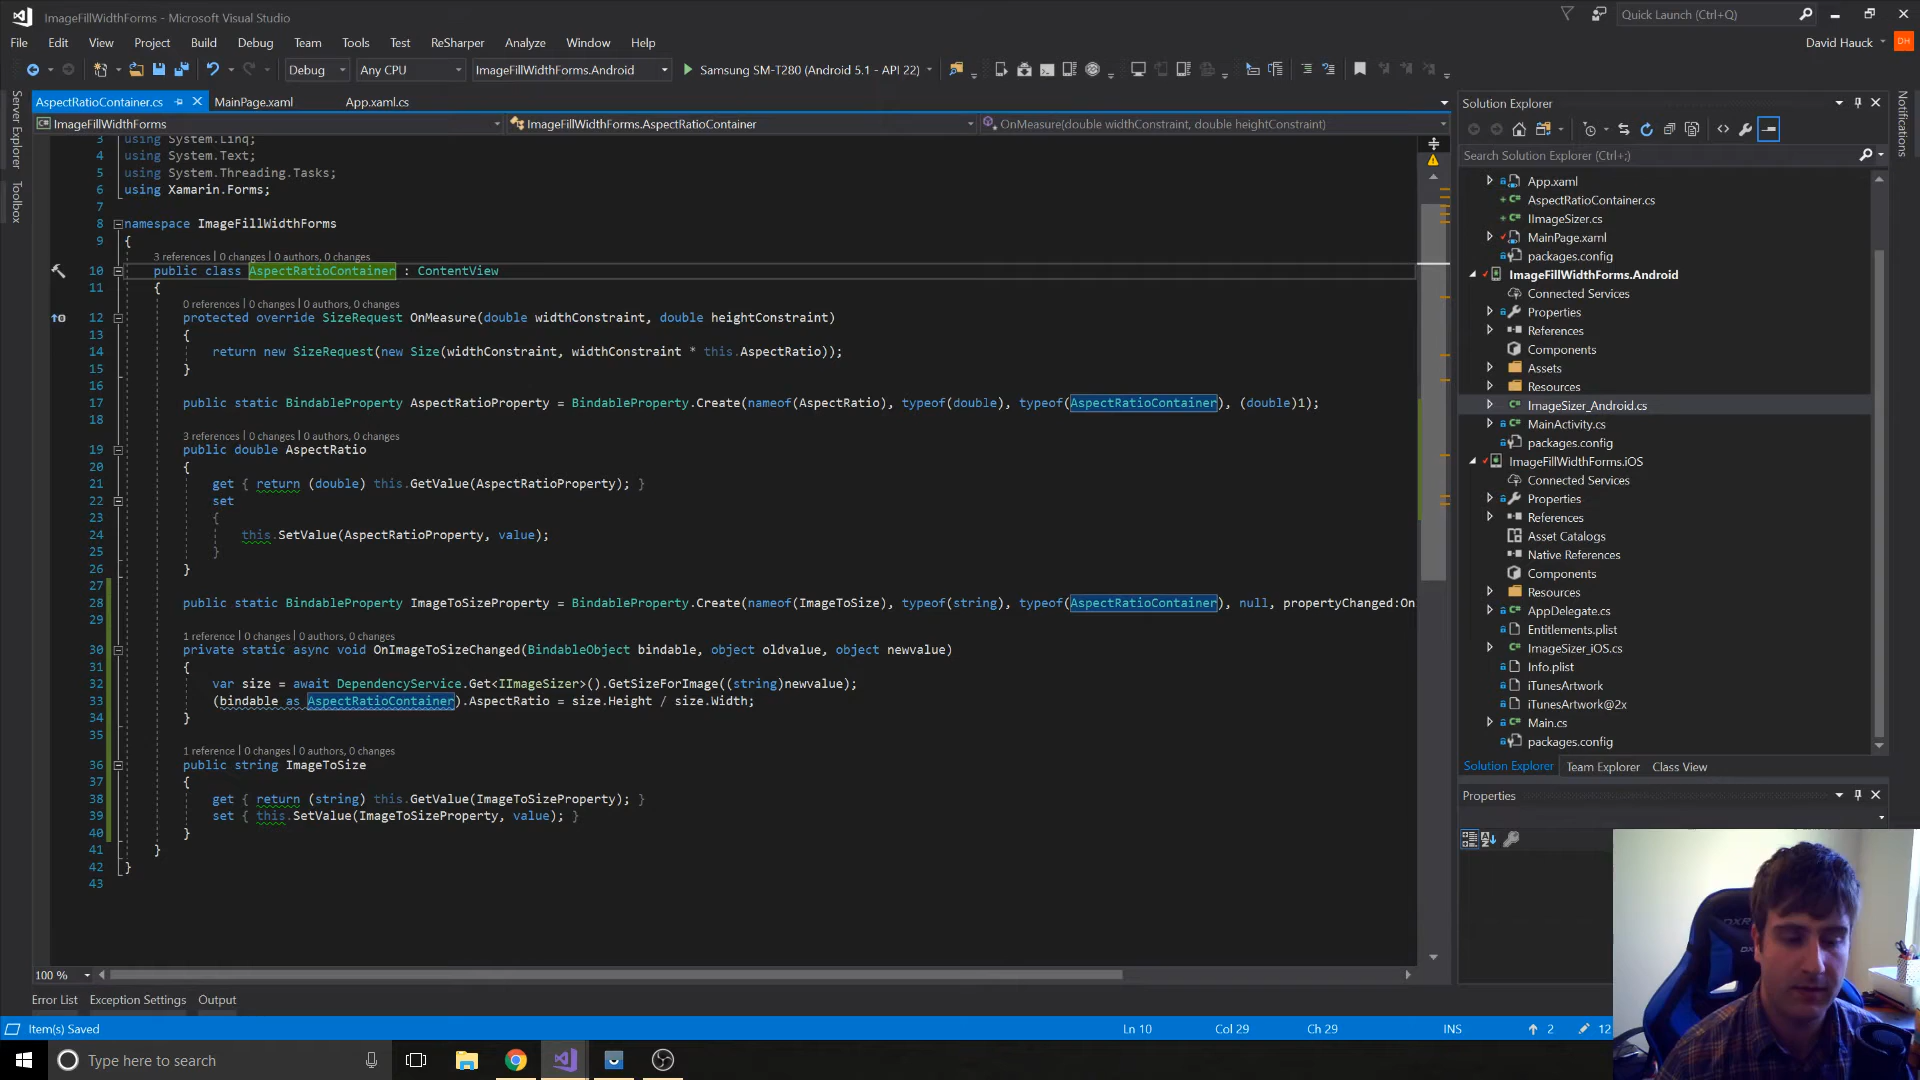 ImageFillWidthForms - Microsoft Visual Studio
Quick Launch (Ctrl+Q)
File Edit View Project Build Debug Team Tools Test ReSharper Analyze Window Help
David Hauck DH
Debug Any CPU ImageFillWidthForms.Android Samsung SM-T280 (Android 5.1 - API 22)
Server Explorer
Toolbox
AspectRatioContainer.cs MainPage.xaml App.xaml.cs
ImageFillWidthForms ImageFillWidthForms.AspectRatioContainer OnMeasure(double widthConstraint, double heightConstraint)
3 using System.Linq;
4 using System.Text;
5 using System.Threading.Tasks;
6 using Xamarin.Forms;
7
8 namespace ImageFillWidthForms
9 {
3 references | 0 changes | 0 authors, 0 changes
10 public class AspectRatioContainer : ContentView
11 {
0 references | 0 changes | 0 authors, 0 changes
12 protected override SizeRequest OnMeasure(double widthConstraint, double heightConstraint)
13 {
14 return new SizeRequest(new Size(widthConstraint, widthConstraint * this.AspectRatio));
15 }
16
17 public static BindableProperty AspectRatioProperty = BindableProperty.Create(nameof(AspectRatio), typeof(double), typeof(AspectRatioContainer), (double)1);
18
3 references | 0 changes | 0 authors, 0 changes
19 public double AspectRatio
20 {
21 get { return (double) this.GetValue(AspectRatioProperty); }
22 set
23 {
24 this.SetValue(AspectRatioProperty, value);
25 }
26 }
27
28 public static BindableProperty ImageToSizeProperty = BindableProperty.Create(nameof(ImageToSize), typeof(string), typeof(AspectRatioContainer), null, propertyChanged:On
29
1 reference | 0 changes | 0 authors, 0 changes
30 private static async void OnImageToSizeChanged(BindableObject bindable, object oldvalue, object newvalue)
31 {
32 var size = await DependencyService.Get<IImageSizer>().GetSizeForImage((string)newvalue);
33 (bindable as AspectRatioContainer).AspectRatio = size.Height / size.Width;
34 }
35
1 reference | 0 changes | 0 authors, 0 changes
36 public string ImageToSize
37 {
38 get { return (string) this.GetValue(ImageToSizeProperty); }
39 set { this.SetValue(ImageToSizeProperty, value); }
40 }
41 }
42 }
43
100 %
Error List Exception Settings Output
Item(s) Saved Ln 10 Col 29 Ch 29 INS 2 12
Type here to search
Solution Explorer
Search Solution Explorer (Ctrl+;)
App.xaml
AspectRatioContainer.cs
IImageSizer.cs
MainPage.xaml
packages.config
ImageFillWidthForms.Android
Connected Services
Properties
References
Components
Assets
Resources
ImageSizer_Android.cs
MainActivity.cs
packages.config
ImageFillWidthForms.iOS
Connected Services
Properties
References
Asset Catalogs
Native References
Components
Resources
AppDelegate.cs
Entitlements.plist
ImageSizer_iOS.cs
Info.plist
iTunesArtwork
iTunesArtwork@2x
Main.cs
packages.config
Solution Explorer Team Explorer Class View
Properties
Notifications